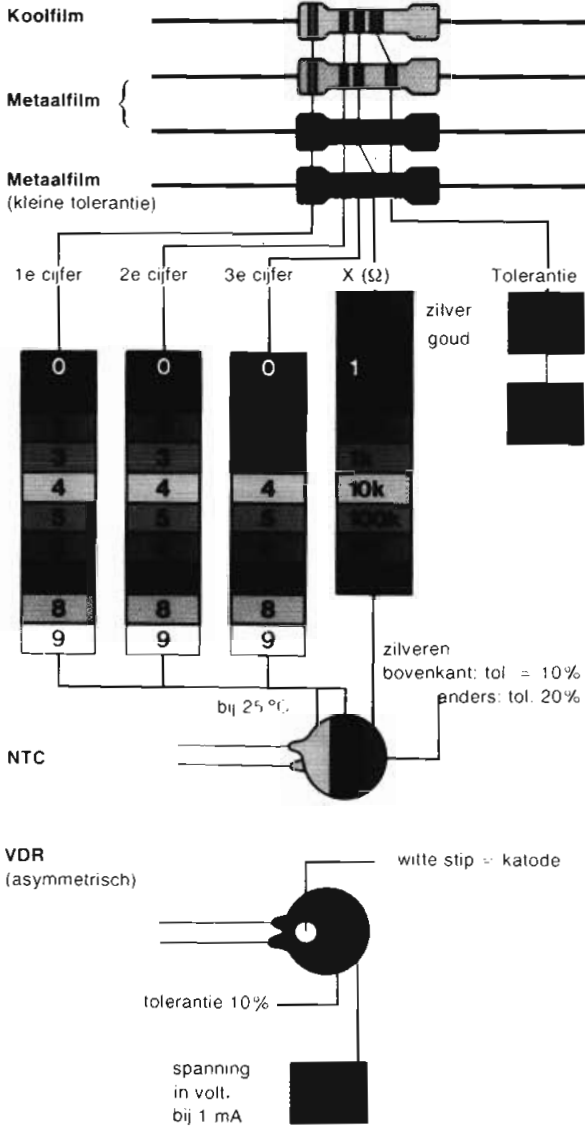 Koolfilm
Metaalfilm {
Metaalfilm
(kleine tolerantie)
1e cijfer 2e cijfer 3e cijfer X (Ω) Tolerantie
zilver
goud
0 0 0 1
3 3 1k
4 4 4 10k
5 5 5 100k
8 8 8
9 9 9
zilveren
bovenkant: tol = 10%
anders: tol. 20%
bij 25 °C
NTC
VDR
(asymmetrisch)
witte stip = katode
tolerantie 10%
spanning
in volt.
bij 1 mA